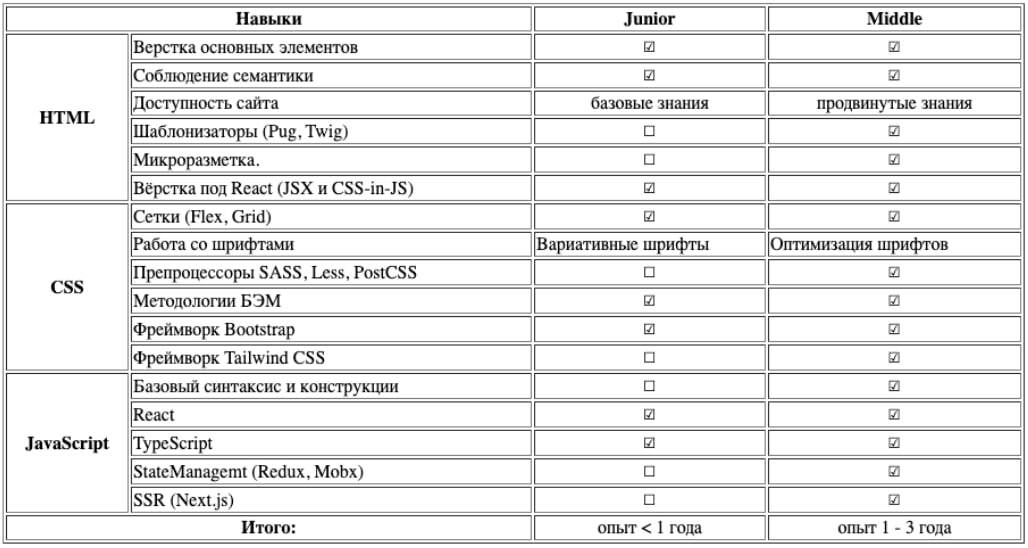 Навыки Junior Middle
HTML
Верстка основных элементов ☑ ☑
Соблюдение семантики ☑ ☑
Доступность сайта базовые знания продвинутые знания
Шаблонизаторы (Pug, Twig) ☐ ☑
Микроразметка. ☐ ☑
Вёрстка под React (JSX и CSS-in-JS) ☑ ☑
CSS
Сетки (Flex, Grid) ☑ ☑
Работа со шрифтами Вариативные шрифты Оптимизация шрифтов
Препроцессоры SASS, Less, PostCSS ☐ ☑
Методологии БЭМ ☑ ☑
Фреймворк Bootstrap ☑ ☑
Фреймворк Tailwind CSS ☐ ☑
JavaScript
Базовый синтаксис и конструкции ☐ ☑
React ☑ ☑
TypeScript ☑ ☑
StateManagemt (Redux, Mobx) ☐ ☑
SSR (Next.js) ☐ ☑
Итого: опыт < 1 года опыт 1 - 3 года